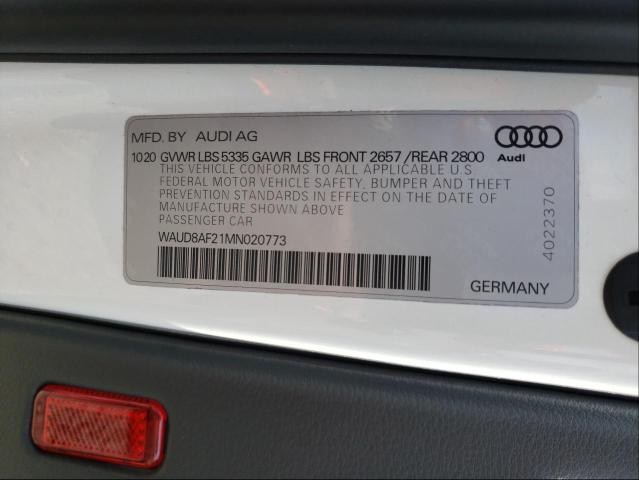 MFD. BY AUDI AG
10 20 GVWR LBS 5335 GAWR LBS FRONT 2657 / REAR 2800
THIS VEHICLE CONFORMS TO ALL APPLICABLE U S
FEDERAL MOTOR VEHICLE SAFETY, BUMPER AND THEFT
PREVENTION STANDARDS IN EFFECT ON THE DATE OF
MANUFACTURE SHOWN ABOVE
PASSENGER CAR
WAUD8AF21MN020773
GERMANY
Audi
4022370